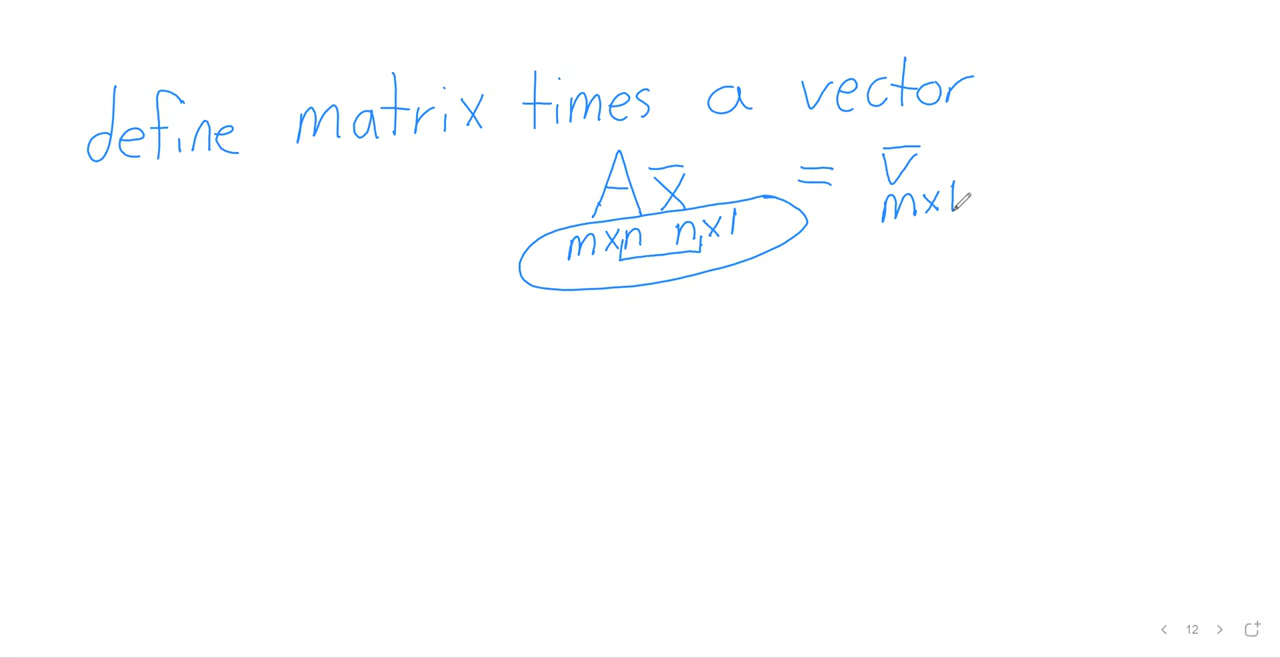 define matrix times a vector
Ax̄ = v̄
m×n n×1 m×1
12